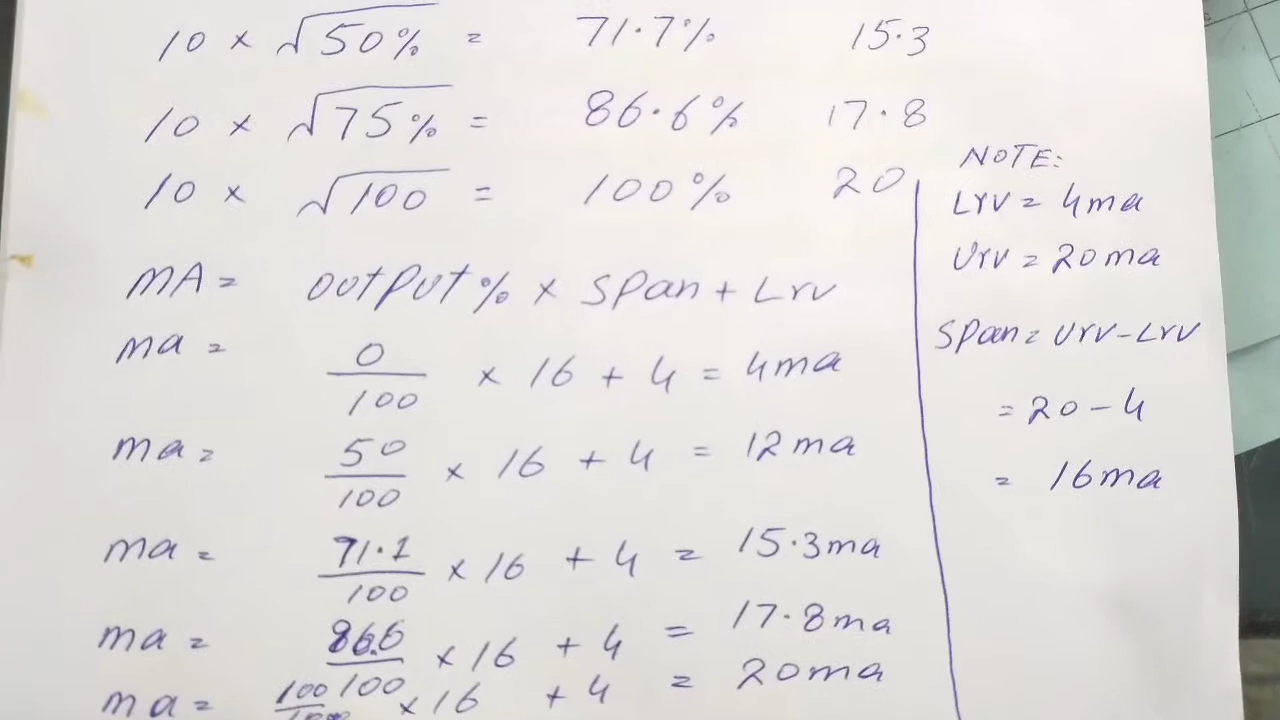 10 × √50% = 71.7% 15.3
10 × √75% = 86.6% 17.8
10 × √100 = 100% 20
MA = output% × span + Lrv
ma = 0/100 × 16 + 4 = 4ma
ma = 50/100 × 16 + 4 = 12ma
ma = 71.1/100 × 16 + 4 = 15.3ma
ma = 86.6/100 × 16 + 4 = 17.8ma
ma = 100/100 × 16 + 4 = 20ma
NOTE:
Lrv = 4ma
Urv = 20ma
Span = Urv - Lrv
= 20 - 4
= 16ma